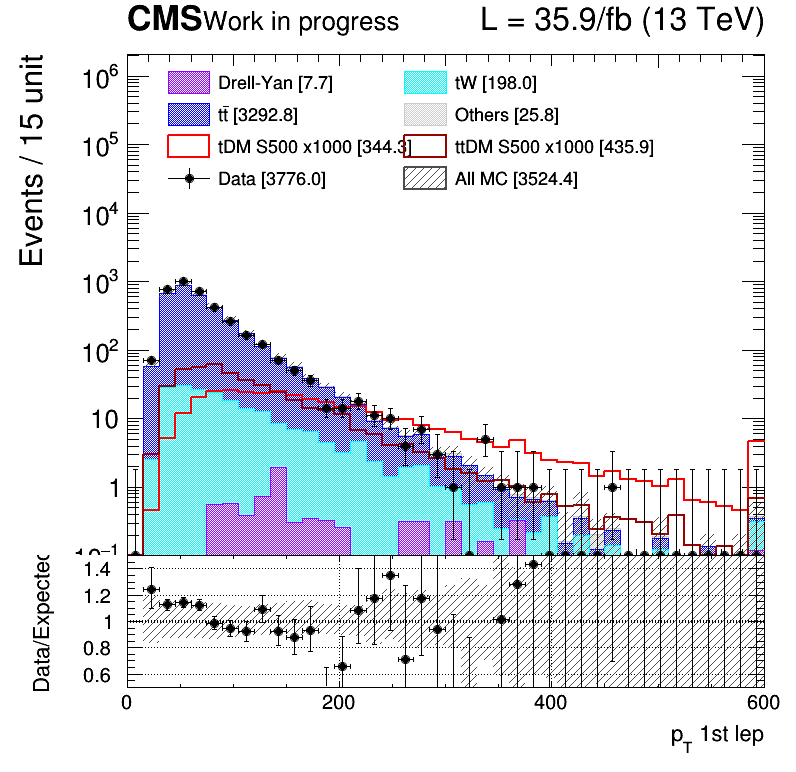 CMS Work in progress L = 35.9/fb (13 TeV)
Events / 15 unit
Drell-Yan [7.7] tW [198.0]
tt̄ [3292.8] Others [25.8]
tDM S500 x1000 [344.3] ttDM S500 x1000 [435.9]
Data [3776.0] All MC [3524.4]
10⁶
10⁵
10⁴
10³
10²
10
1
10⁻¹
Data/Expected
1.4
1.2
1
0.8
0.6
0 200 400 600
p_T 1st lep